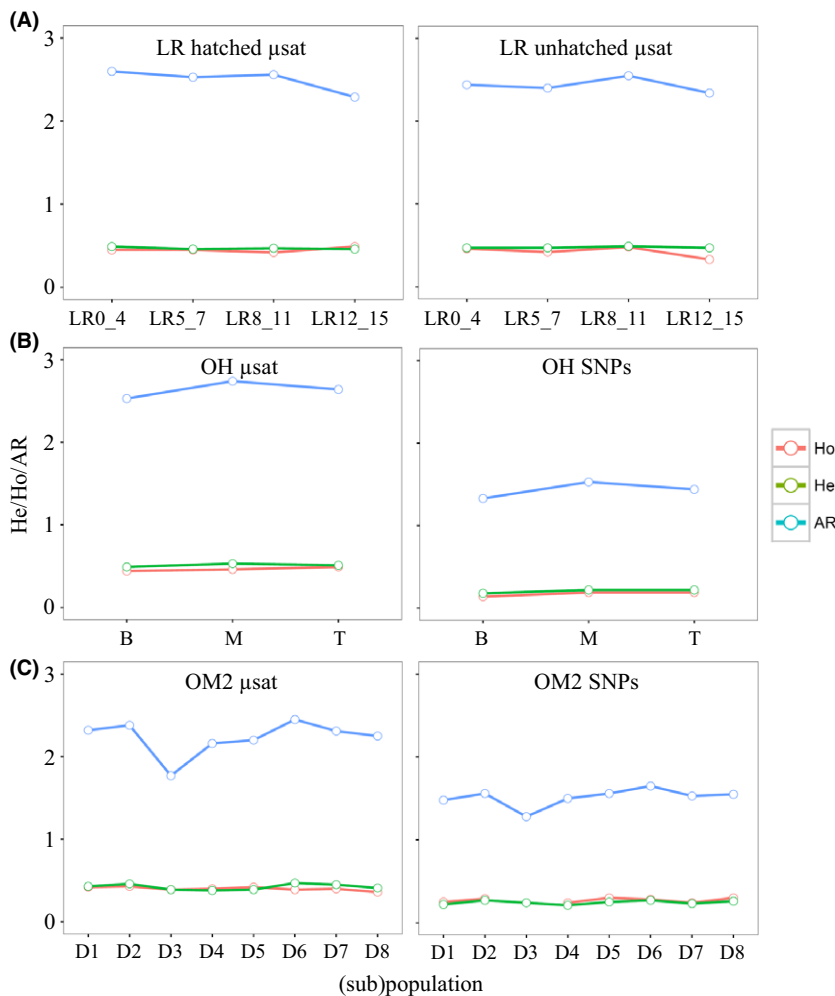 (A)
LR hatched µsat
LR unhatched µsat
3
2
1
0
LR0_4 LR5_7 LR8_11 LR12_15
LR0_4 LR5_7 LR8_11 LR12_15
(B)
OH µsat
OH SNPs
3
2
1
0
B M T
B M T
He/Ho/AR
Ho
He
AR
(C)
OM2 µsat
OM2 SNPs
3
2
1
0
D1 D2 D3 D4 D5 D6 D7 D8
D1 D2 D3 D4 D5 D6 D7 D8
(sub)population